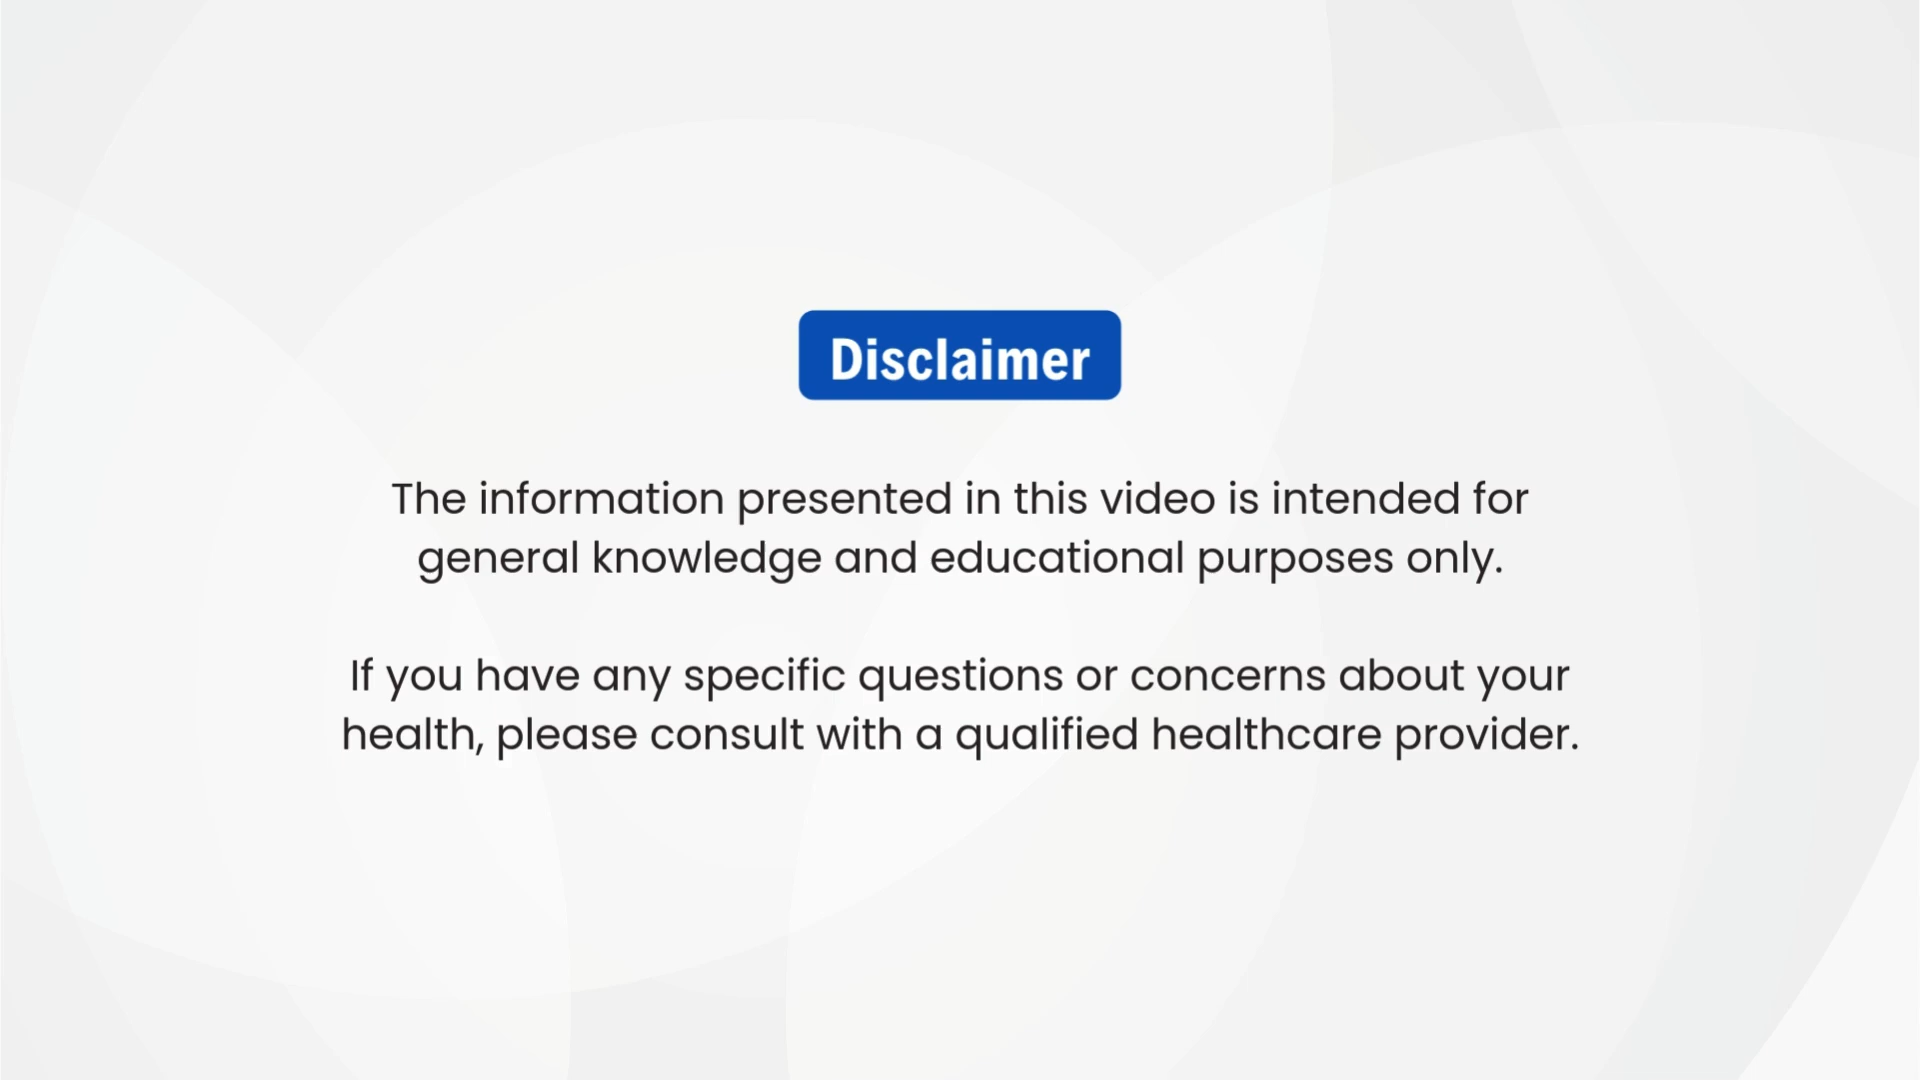 Disclaimer
The information presented in this video is intended for
general knowledge and educational purposes only.
If you have any specific questions or concerns about your
health, please consult with a qualified healthcare provider.